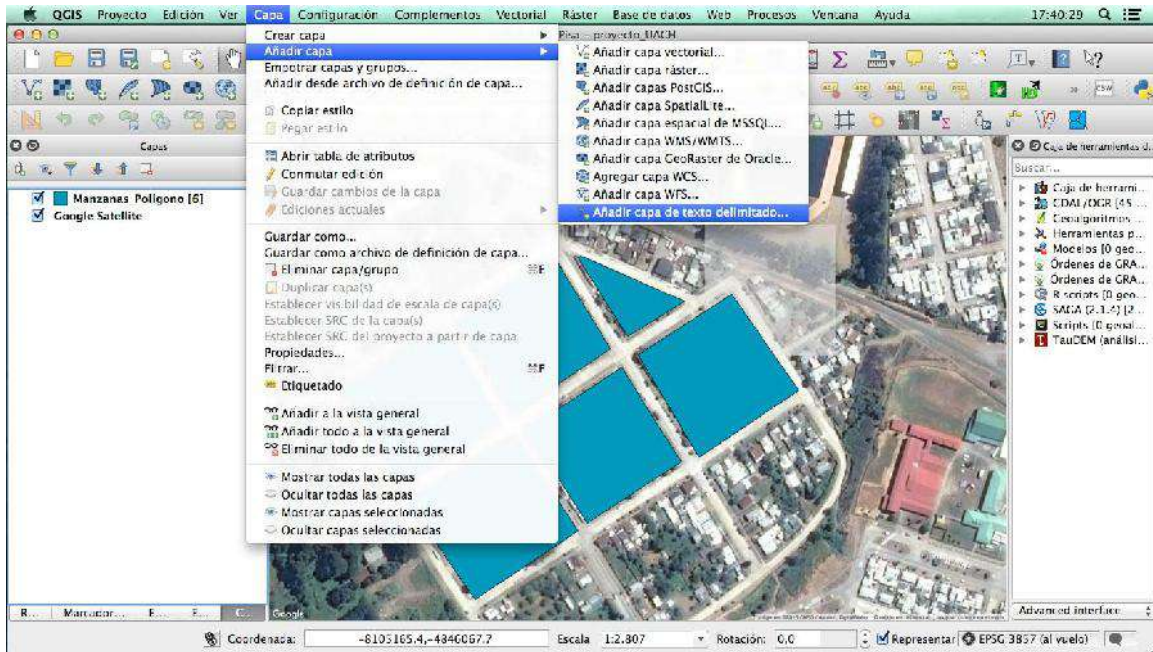 QGIS Proyecto Edición Ver Capa Configuración Complementos Vectorial Ráster Base de datos Web Procesos Ventana Ayuda 17:40:29
Pisa - proyecto_UACH
Crear capa
Añadir capa
Empotrar capas y grupos...
Añadir desde archivo de definición de capa...
Copiar estilo
Pegar estilo
Abrir tabla de atributos
Conmutar edición
Guardar cambios de la capa
Ediciones actuales
Guardar como...
Guardar como archivo de definición de capa...
Eliminar capa/grupo ⌘E
Duplicar capa(s)
Establecer visibilidad de escala de capa(s)
Establecer SRC de la capa(s)
Establecer SRC del proyecto a partir de capa
Propiedades...
Filtrar... ⌘F
Etiquetado
Añadir a la vista general
Añadir todo a la vista general
Eliminar todo de la vista general
Mostrar todas las capas
Ocultar todas las capas
Mostrar capas seleccionadas
Ocultar capas seleccionadas
Añadir capa vectorial...
Añadir capa ráster...
Añadir capas PostGIS...
Añadir capa SpatiaLite...
Añadir capa espacial de MSSQL...
Añadir capa WMS/WMTS...
Añadir capa GeoRaster de Oracle...
Agregar capa WCS...
Añadir capa WFS...
Añadir capa de texto delimitado...
CSW
Capas
Manzanas Poligono [6]
Google Satellite
Caja de herramientas d...
Buscar...
Caja de herrami...
GDAL/OGR [45 ...
Geoalgoritmos ...
Herramientas p...
Modelos [0 geo...
Órdenes de GRA...
Órdenes de GRA...
R scripts [0 geo...
SAGA (2.1.4) [2...
Scripts [0 geoal...
TauDEM (análisi...
Advanced interface
Google
R... Marcador... E... E... C...
Coordenada: -8105165.4,-4846067.7 Escala 1:2.807 Rotación: 0,0 Representar EPSG 3857 (al vuelo)